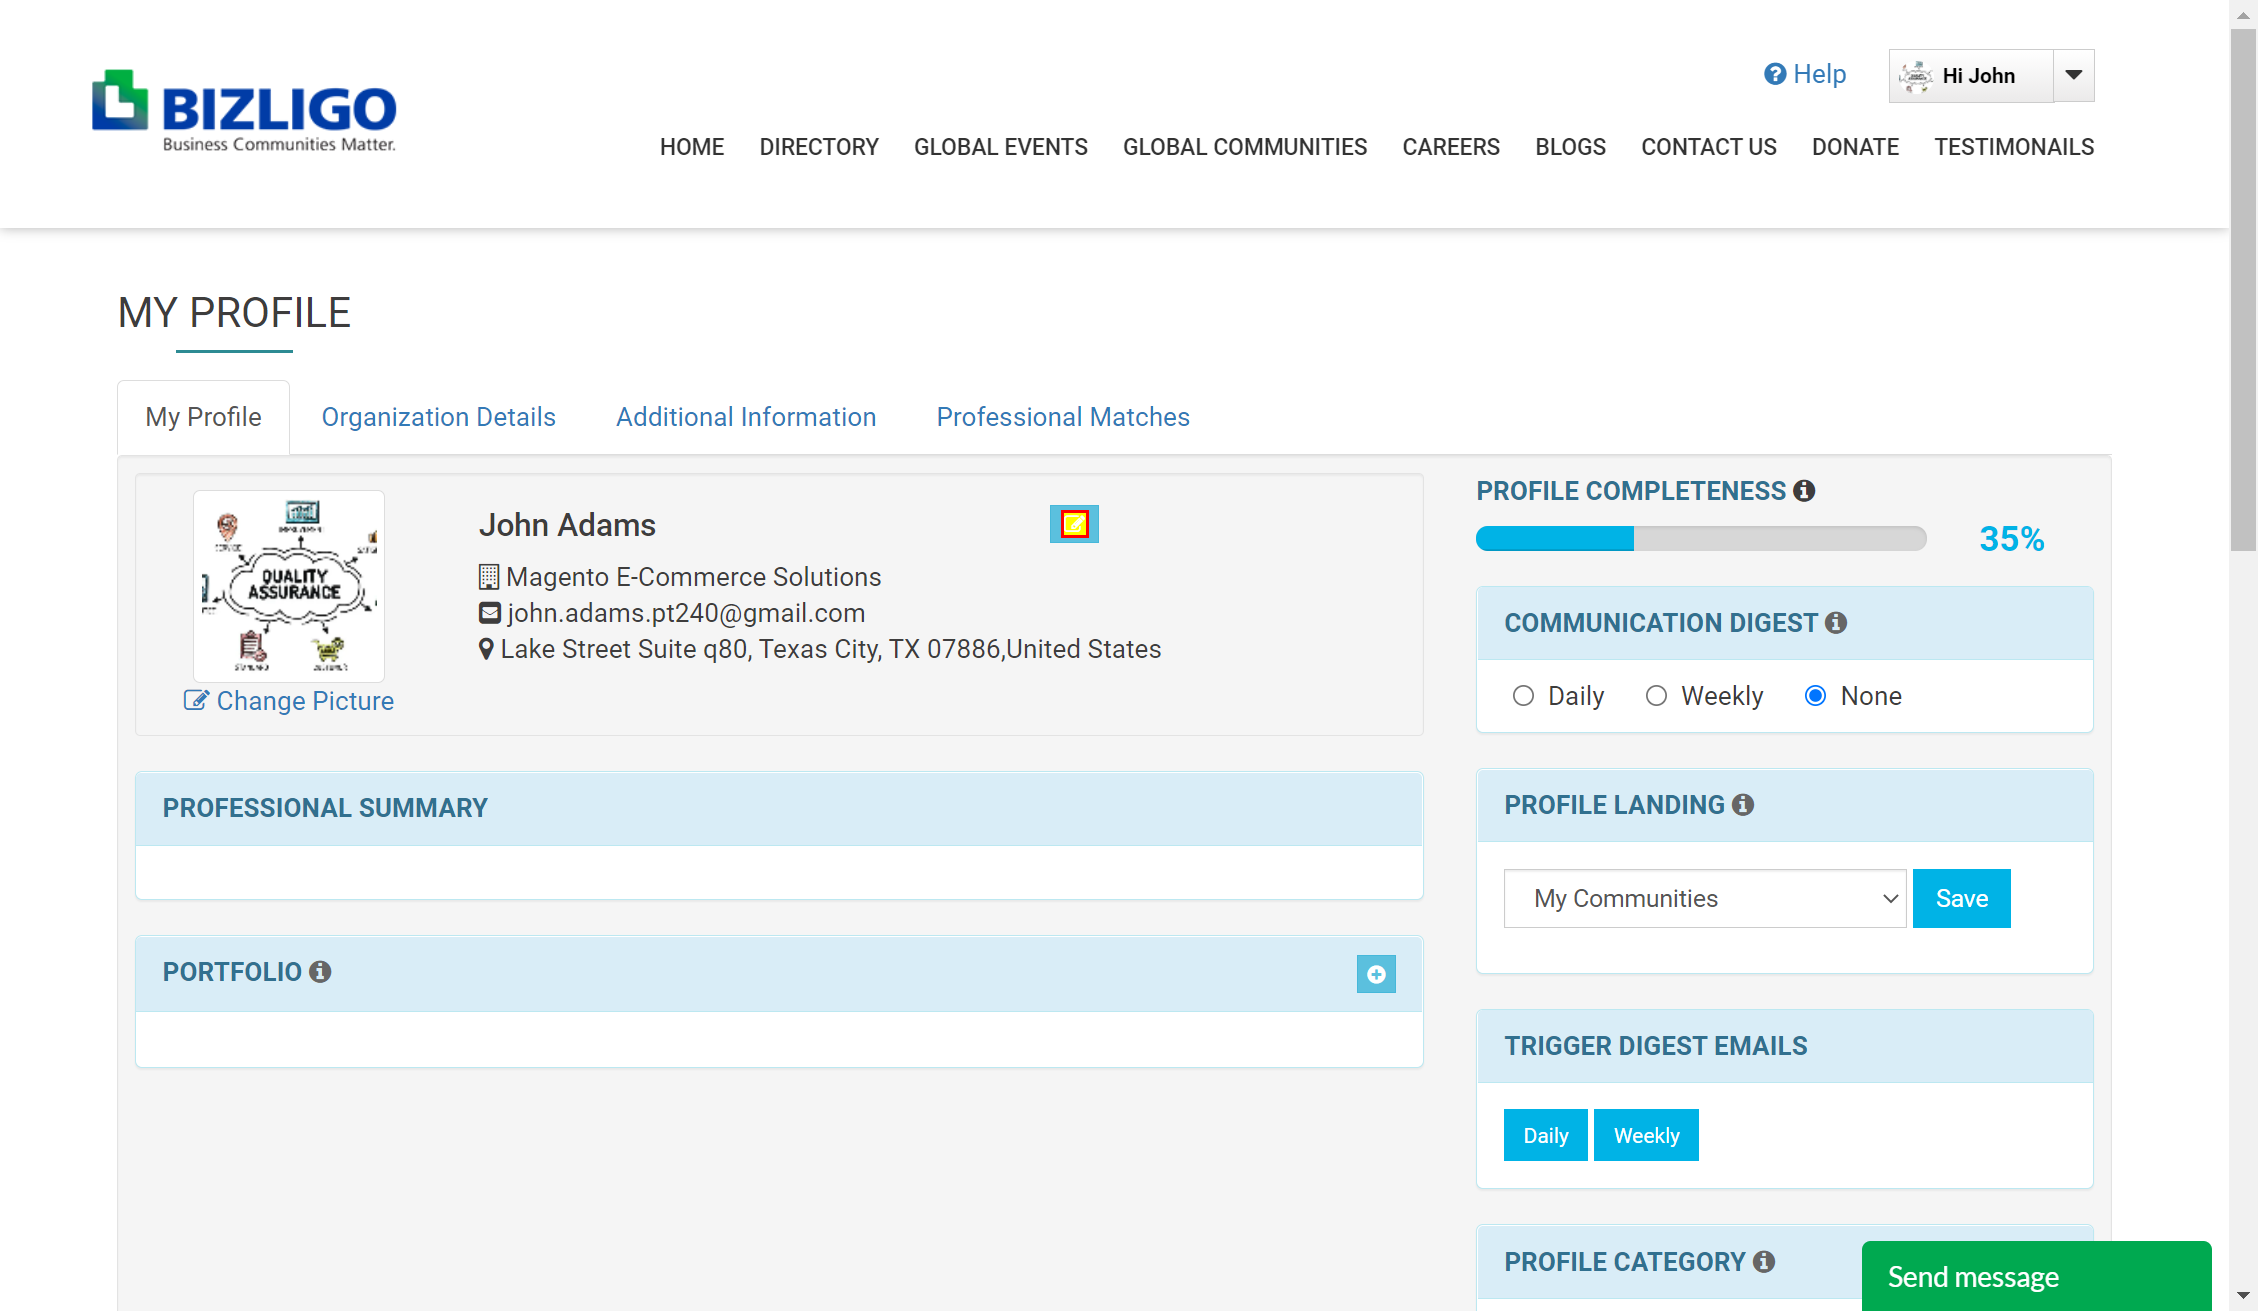 Help
Hi John
BIZLIGO
Business Communities Matter.
HOME DIRECTORY GLOBAL EVENTS GLOBAL COMMUNITIES CAREERS BLOGS CONTACT US DONATE TESTIMONAILS
MY PROFILE
My Profile Organization Details Additional Information Professional Matches
QUALITY
ASSURANCE
Change Picture
John Adams
Magento E-Commerce Solutions
john.adams.pt240@gmail.com
Lake Street Suite q80, Texas City, TX 07886,United States
PROFESSIONAL SUMMARY
PORTFOLIO
PROFILE COMPLETENESS
35%
COMMUNICATION DIGEST
Daily Weekly None
PROFILE LANDING
My Communities Save
TRIGGER DIGEST EMAILS
Daily Weekly
PROFILE CATEGORY
Send message